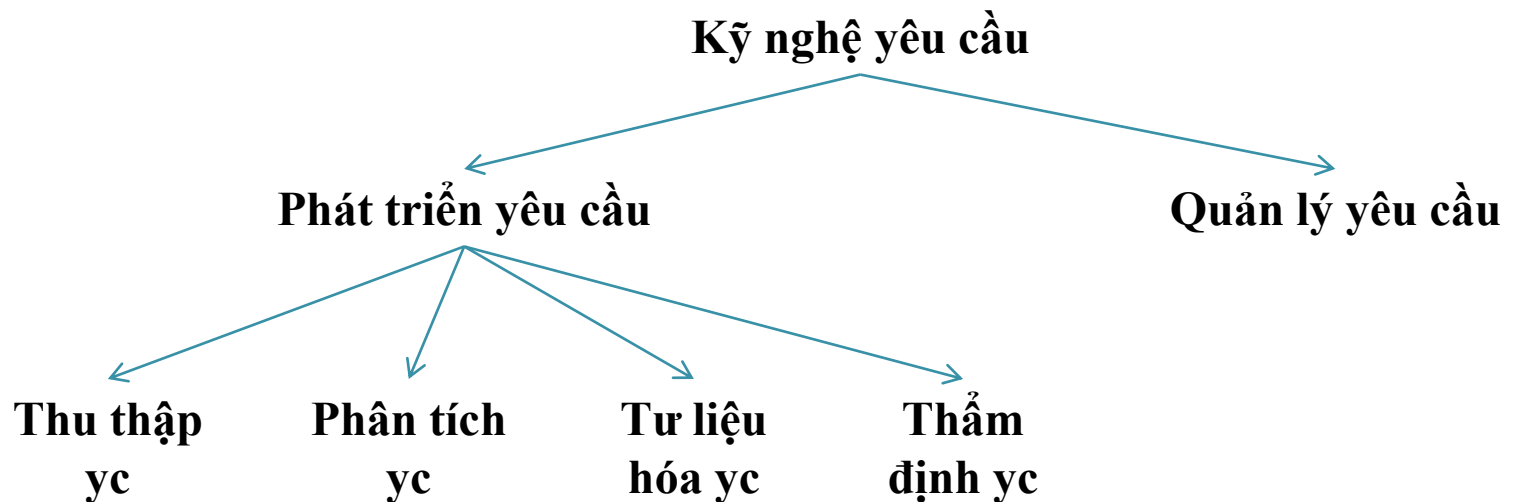 Kỹ nghệ yêu cầu
Phát triển yêu cầu
Quản lý yêu cầu
Thu thập
yc
Phân tích
yc
Tư liệu
hóa yc
Thẩm
định yc